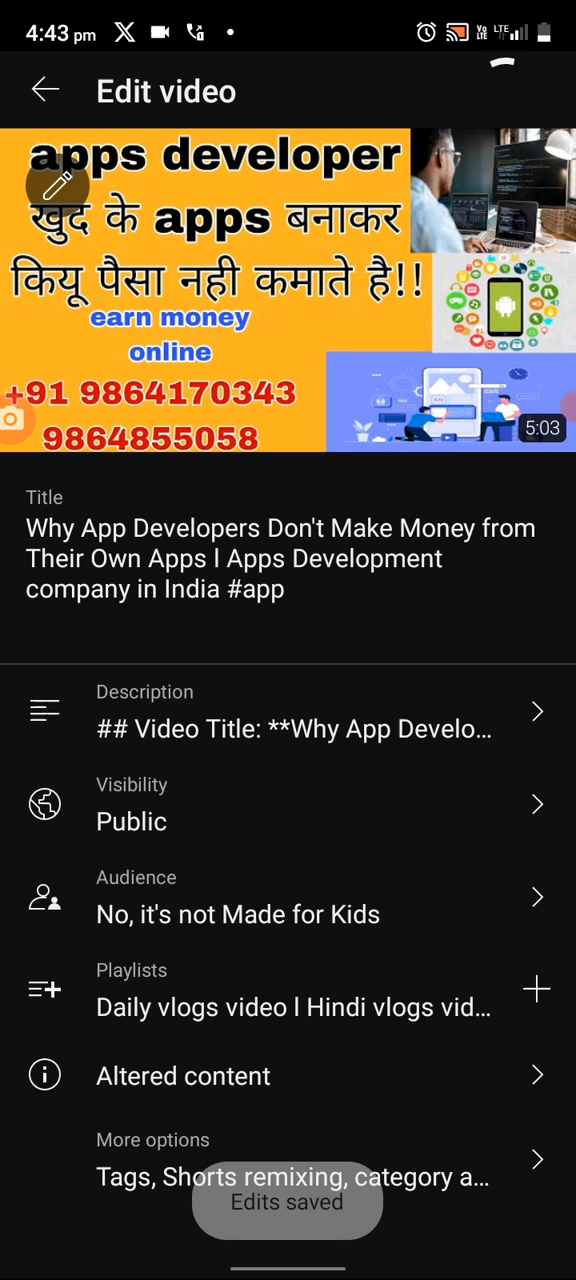 4:43 pm
Vo LTE LTE
Edit video
apps developer
खुद के apps बनाकर
कियू पैसा नही कमाते है!!
earn money
online
+91 9864170343
9864855058
5:03
Title
Why App Developers Don't Make Money from
Their Own Apps l Apps Development
company in India #app
Description
## Video Title: **Why App Develo...
Visibility
Public
Audience
No, it's not Made for Kids
Playlists
Daily vlogs video l Hindi vlogs vid...
Altered content
More options
Tags, Shorts remixing, category a...
Edits saved